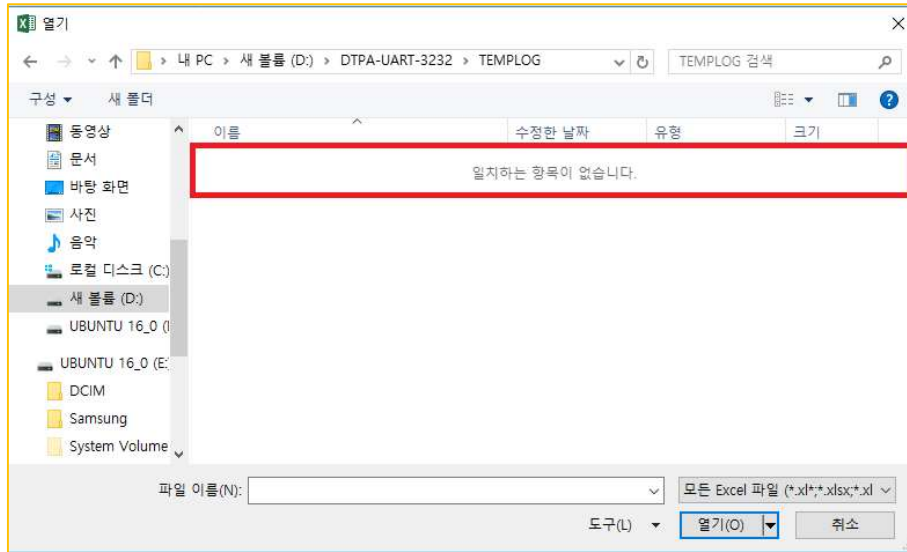 열기
내 PC > 새 볼륨 (D:) > DTPA-UART-3232 > TEMPLOG
TEMPLOG 검색
구성 새 폴더
이름 수정한 날짜 유형 크기
일치하는 항목이 없습니다.
동영상
문서
바탕 화면
사진
음악
로컬 디스크 (C:)
새 볼륨 (D:)
UBUNTU 16_0 (
UBUNTU 16_0 (E:
DCIM
Samsung
System Volume
파일 이름(N):
모든 Excel 파일 (*.xl*;*.xlsx;*.xl
도구(L) 열기(O) 취소